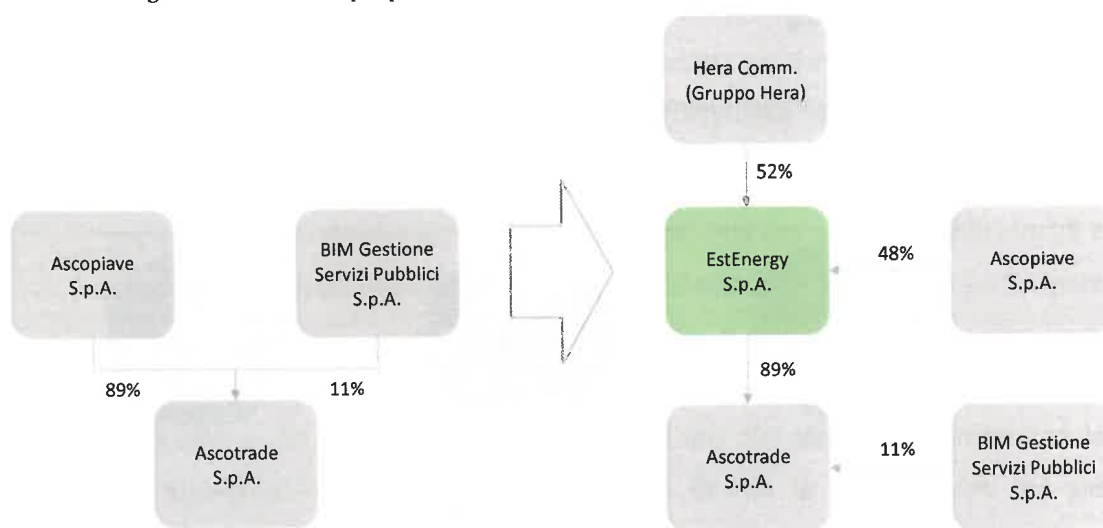 Hera Comm.
(Gruppo Hera)
52%
Ascopiave
S.p.A.
BIM Gestione
Servizi Pubblici
S.p.A.
89%
11%
Ascotrade
S.p.A.
EstEnergy
S.p.A.
48%
Ascopiave
S.p.A.
89%
Ascotrade
S.p.A.
11%
BIM Gestione
Servizi Pubblici
S.p.A.